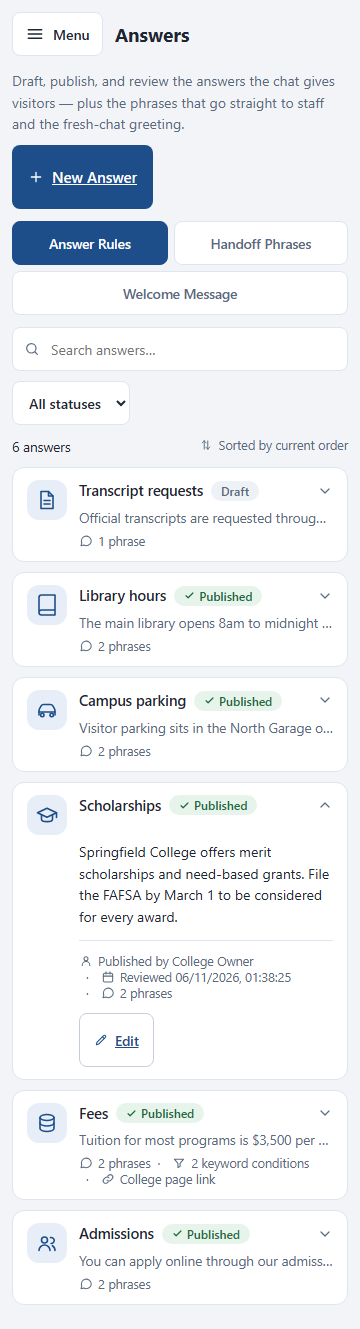 Menu
Answers
Draft, publish, and review the answers the chat gives
visitors — plus the phrases that go straight to staff
and the fresh-chat greeting.
New Answer
Answer Rules
Handoff Phrases
Welcome Message
Search answers...
All statuses
6 answers
Sorted by current order
Transcript requests Draft
Official transcripts are requested throug...
1 phrase
Library hours Published
The main library opens 8am to midnight ...
2 phrases
Campus parking Published
Visitor parking sits in the North Garage o...
2 phrases
Scholarships Published
Springfield College offers merit
scholarships and need-based grants. File
the FAFSA by March 1 to be considered
for every award.
Published by College Owner
· Reviewed 06/11/2026, 01:38:25
· 2 phrases
Edit
Fees Published
Tuition for most programs is $3,500 per ...
2 phrases · 2 keyword conditions
· College page link
Admissions Published
You can apply online through our admiss...
2 phrases